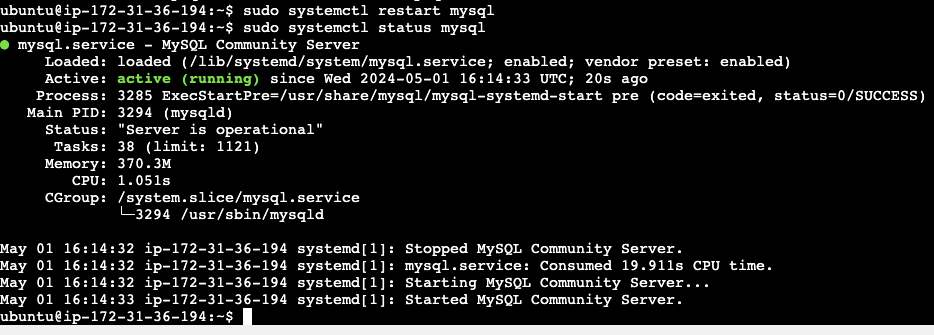 ubuntu@ip-172-31-36-194:~$ sudo systemctl restart mysql
ubuntu@ip-172-31-36-194:~$ sudo systemctl status mysql
● mysql.service - MySQL Community Server
     Loaded: loaded (/lib/systemd/system/mysql.service; enabled; vendor preset: enabled)
     Active: active (running) since Wed 2024-05-01 16:14:33 UTC; 20s ago
    Process: 3285 ExecStartPre=/usr/share/mysql/mysql-systemd-start pre (code=exited, status=0/SUCCESS)
   Main PID: 3294 (mysqld)
     Status: "Server is operational"
      Tasks: 38 (limit: 1121)
     Memory: 370.3M
        CPU: 1.051s
     CGroup: /system.slice/mysql.service
             └─3294 /usr/sbin/mysqld
May 01 16:14:32 ip-172-31-36-194 systemd[1]: Stopped MySQL Community Server.
May 01 16:14:32 ip-172-31-36-194 systemd[1]: mysql.service: Consumed 19.911s CPU time.
May 01 16:14:32 ip-172-31-36-194 systemd[1]: Starting MySQL Community Server...
May 01 16:14:33 ip-172-31-36-194 systemd[1]: Started MySQL Community Server.
ubuntu@ip-172-31-36-194:~$